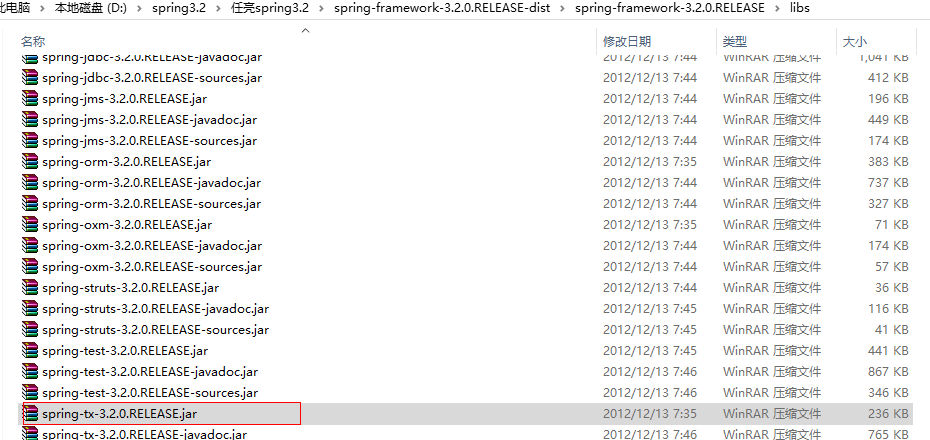 此电脑 > 本地磁盘 (D:) > spring3.2 > 任亮spring3.2 > spring-framework-3.2.0.RELEASE-dist > spring-framework-3.2.0.RELEASE > libs
名称 修改日期 类型 大小
spring-jdbc-3.2.0.RELEASE-javadoc.jar 2012/12/13 7:44 WinRAR 压缩文件 1,041 KB
spring-jdbc-3.2.0.RELEASE-sources.jar 2012/12/13 7:44 WinRAR 压缩文件 412 KB
spring-jms-3.2.0.RELEASE.jar 2012/12/13 7:44 WinRAR 压缩文件 196 KB
spring-jms-3.2.0.RELEASE-javadoc.jar 2012/12/13 7:44 WinRAR 压缩文件 449 KB
spring-jms-3.2.0.RELEASE-sources.jar 2012/12/13 7:44 WinRAR 压缩文件 174 KB
spring-orm-3.2.0.RELEASE.jar 2012/12/13 7:35 WinRAR 压缩文件 383 KB
spring-orm-3.2.0.RELEASE-javadoc.jar 2012/12/13 7:44 WinRAR 压缩文件 737 KB
spring-orm-3.2.0.RELEASE-sources.jar 2012/12/13 7:44 WinRAR 压缩文件 327 KB
spring-oxm-3.2.0.RELEASE.jar 2012/12/13 7:35 WinRAR 压缩文件 71 KB
spring-oxm-3.2.0.RELEASE-javadoc.jar 2012/12/13 7:44 WinRAR 压缩文件 174 KB
spring-oxm-3.2.0.RELEASE-sources.jar 2012/12/13 7:44 WinRAR 压缩文件 57 KB
spring-struts-3.2.0.RELEASE.jar 2012/12/13 7:44 WinRAR 压缩文件 36 KB
spring-struts-3.2.0.RELEASE-javadoc.jar 2012/12/13 7:45 WinRAR 压缩文件 116 KB
spring-struts-3.2.0.RELEASE-sources.jar 2012/12/13 7:45 WinRAR 压缩文件 41 KB
spring-test-3.2.0.RELEASE.jar 2012/12/13 7:45 WinRAR 压缩文件 441 KB
spring-test-3.2.0.RELEASE-javadoc.jar 2012/12/13 7:46 WinRAR 压缩文件 867 KB
spring-test-3.2.0.RELEASE-sources.jar 2012/12/13 7:46 WinRAR 压缩文件 346 KB
spring-tx-3.2.0.RELEASE.jar 2012/12/13 7:35 WinRAR 压缩文件 236 KB
spring-tx-3.2.0.RELEASE-javadoc.jar 2012/12/13 7:46 WinRAR 压缩文件 765 KB